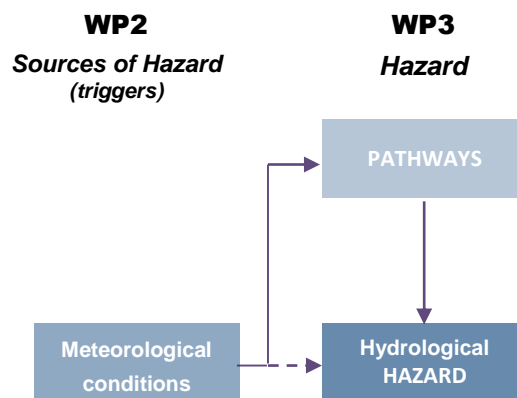 WP2
Sources of Hazard
(triggers)
WP3
Hazard
PATHWAYS
Meteorological
conditions
Hydrological
HAZARD